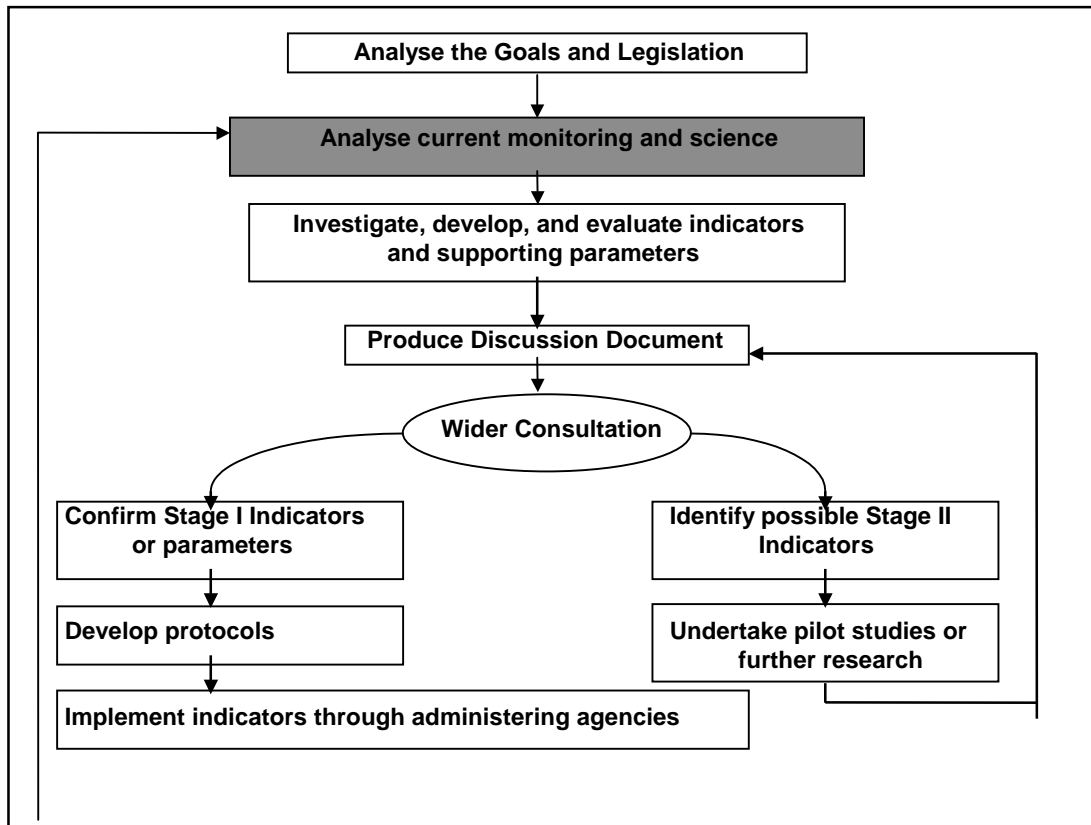 Analyse the Goals and Legislation
Analyse current monitoring and science
Investigate, develop, and evaluate indicators
and supporting parameters
Produce Discussion Document
Wider Consultation
Confirm Stage I Indicators
or parameters
Identify possible Stage II
Indicators
Develop protocols
Undertake pilot studies or
further research
Implement indicators through administering agencies